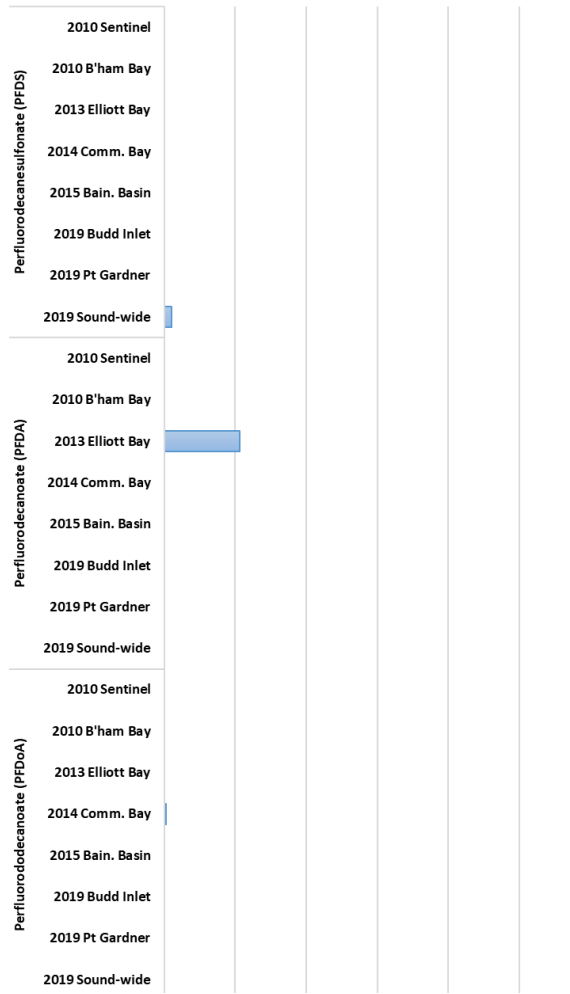 Perfluorodecanesulfonate (PFDS)
2010 Sentinel
2010 B'ham Bay
2013 Elliott Bay
2014 Comm. Bay
2015 Bain. Basin
2019 Budd Inlet
2019 Pt Gardner
2019 Sound-wide
Perfluorodecanoate (PFDA)
2010 Sentinel
2010 B'ham Bay
2013 Elliott Bay
2014 Comm. Bay
2015 Bain. Basin
2019 Budd Inlet
2019 Pt Gardner
2019 Sound-wide
Perfluorododecanoate (PFDoA)
2010 Sentinel
2010 B'ham Bay
2013 Elliott Bay
2014 Comm. Bay
2015 Bain. Basin
2019 Budd Inlet
2019 Pt Gardner
2019 Sound-wide